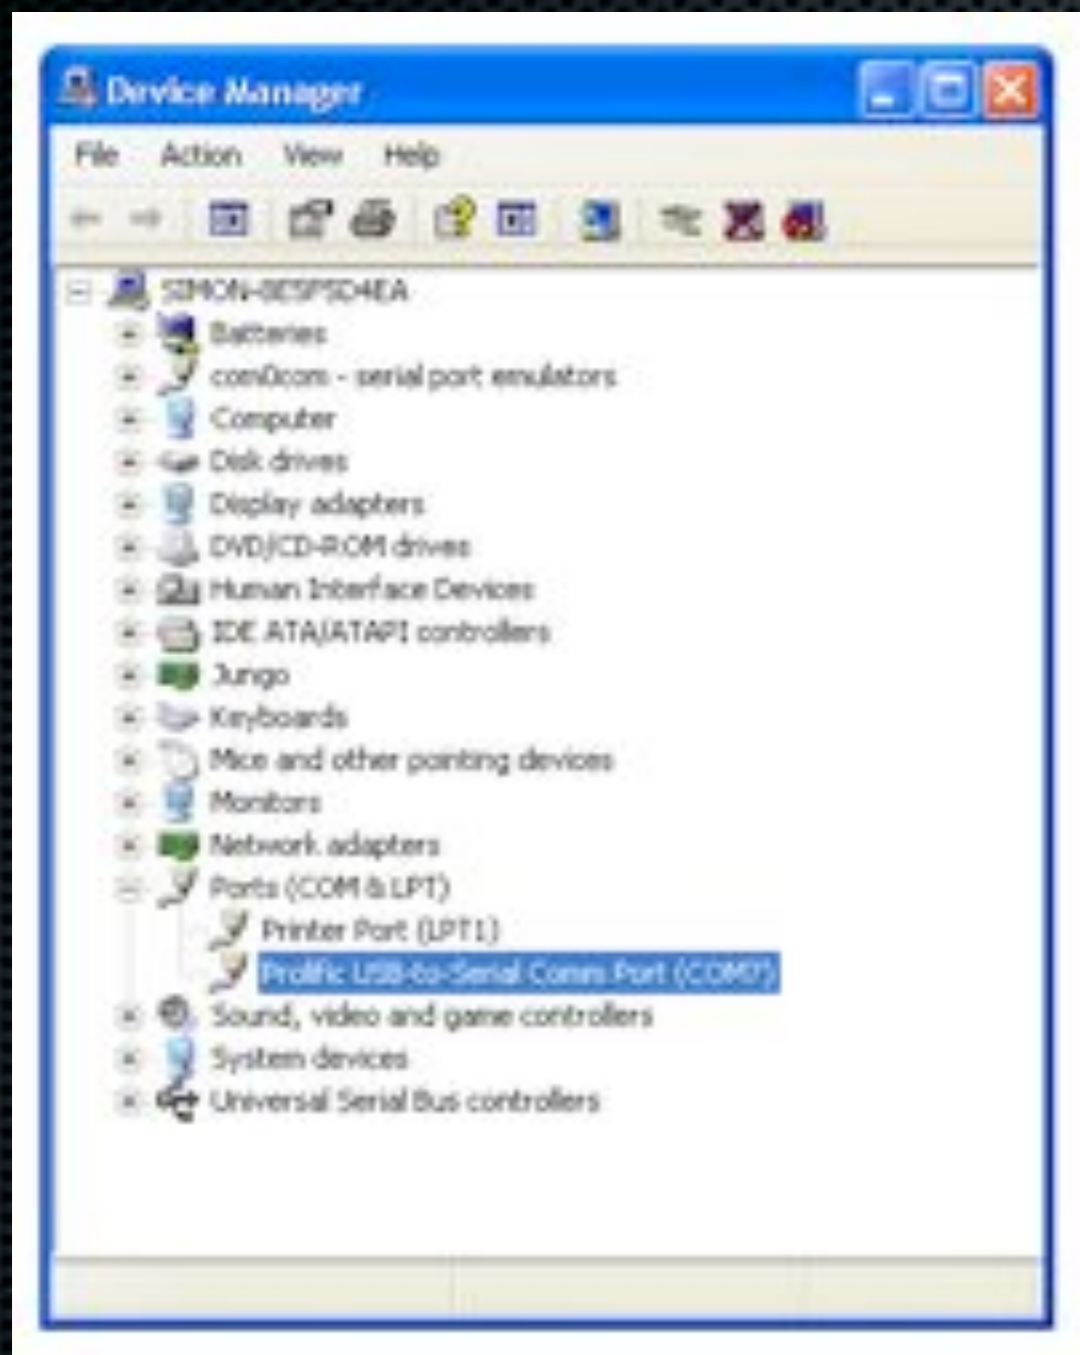 Device Manager
File Action View Help
Batteries
com0com - serial port emulators
Computer
Disk drives
Display adapters
DVD/CD-ROM drives
Human Interface Devices
IDE ATA/ATAPI controllers
Jungo
Keyboards
Mice and other pointing devices
Monitors
Network adapters
Ports (COM & LPT)
Printer Port (LPT1)
Prolific USB-to-Serial Comm Port (COM7)
Sound, video and game controllers
System devices
Universal Serial Bus controllers